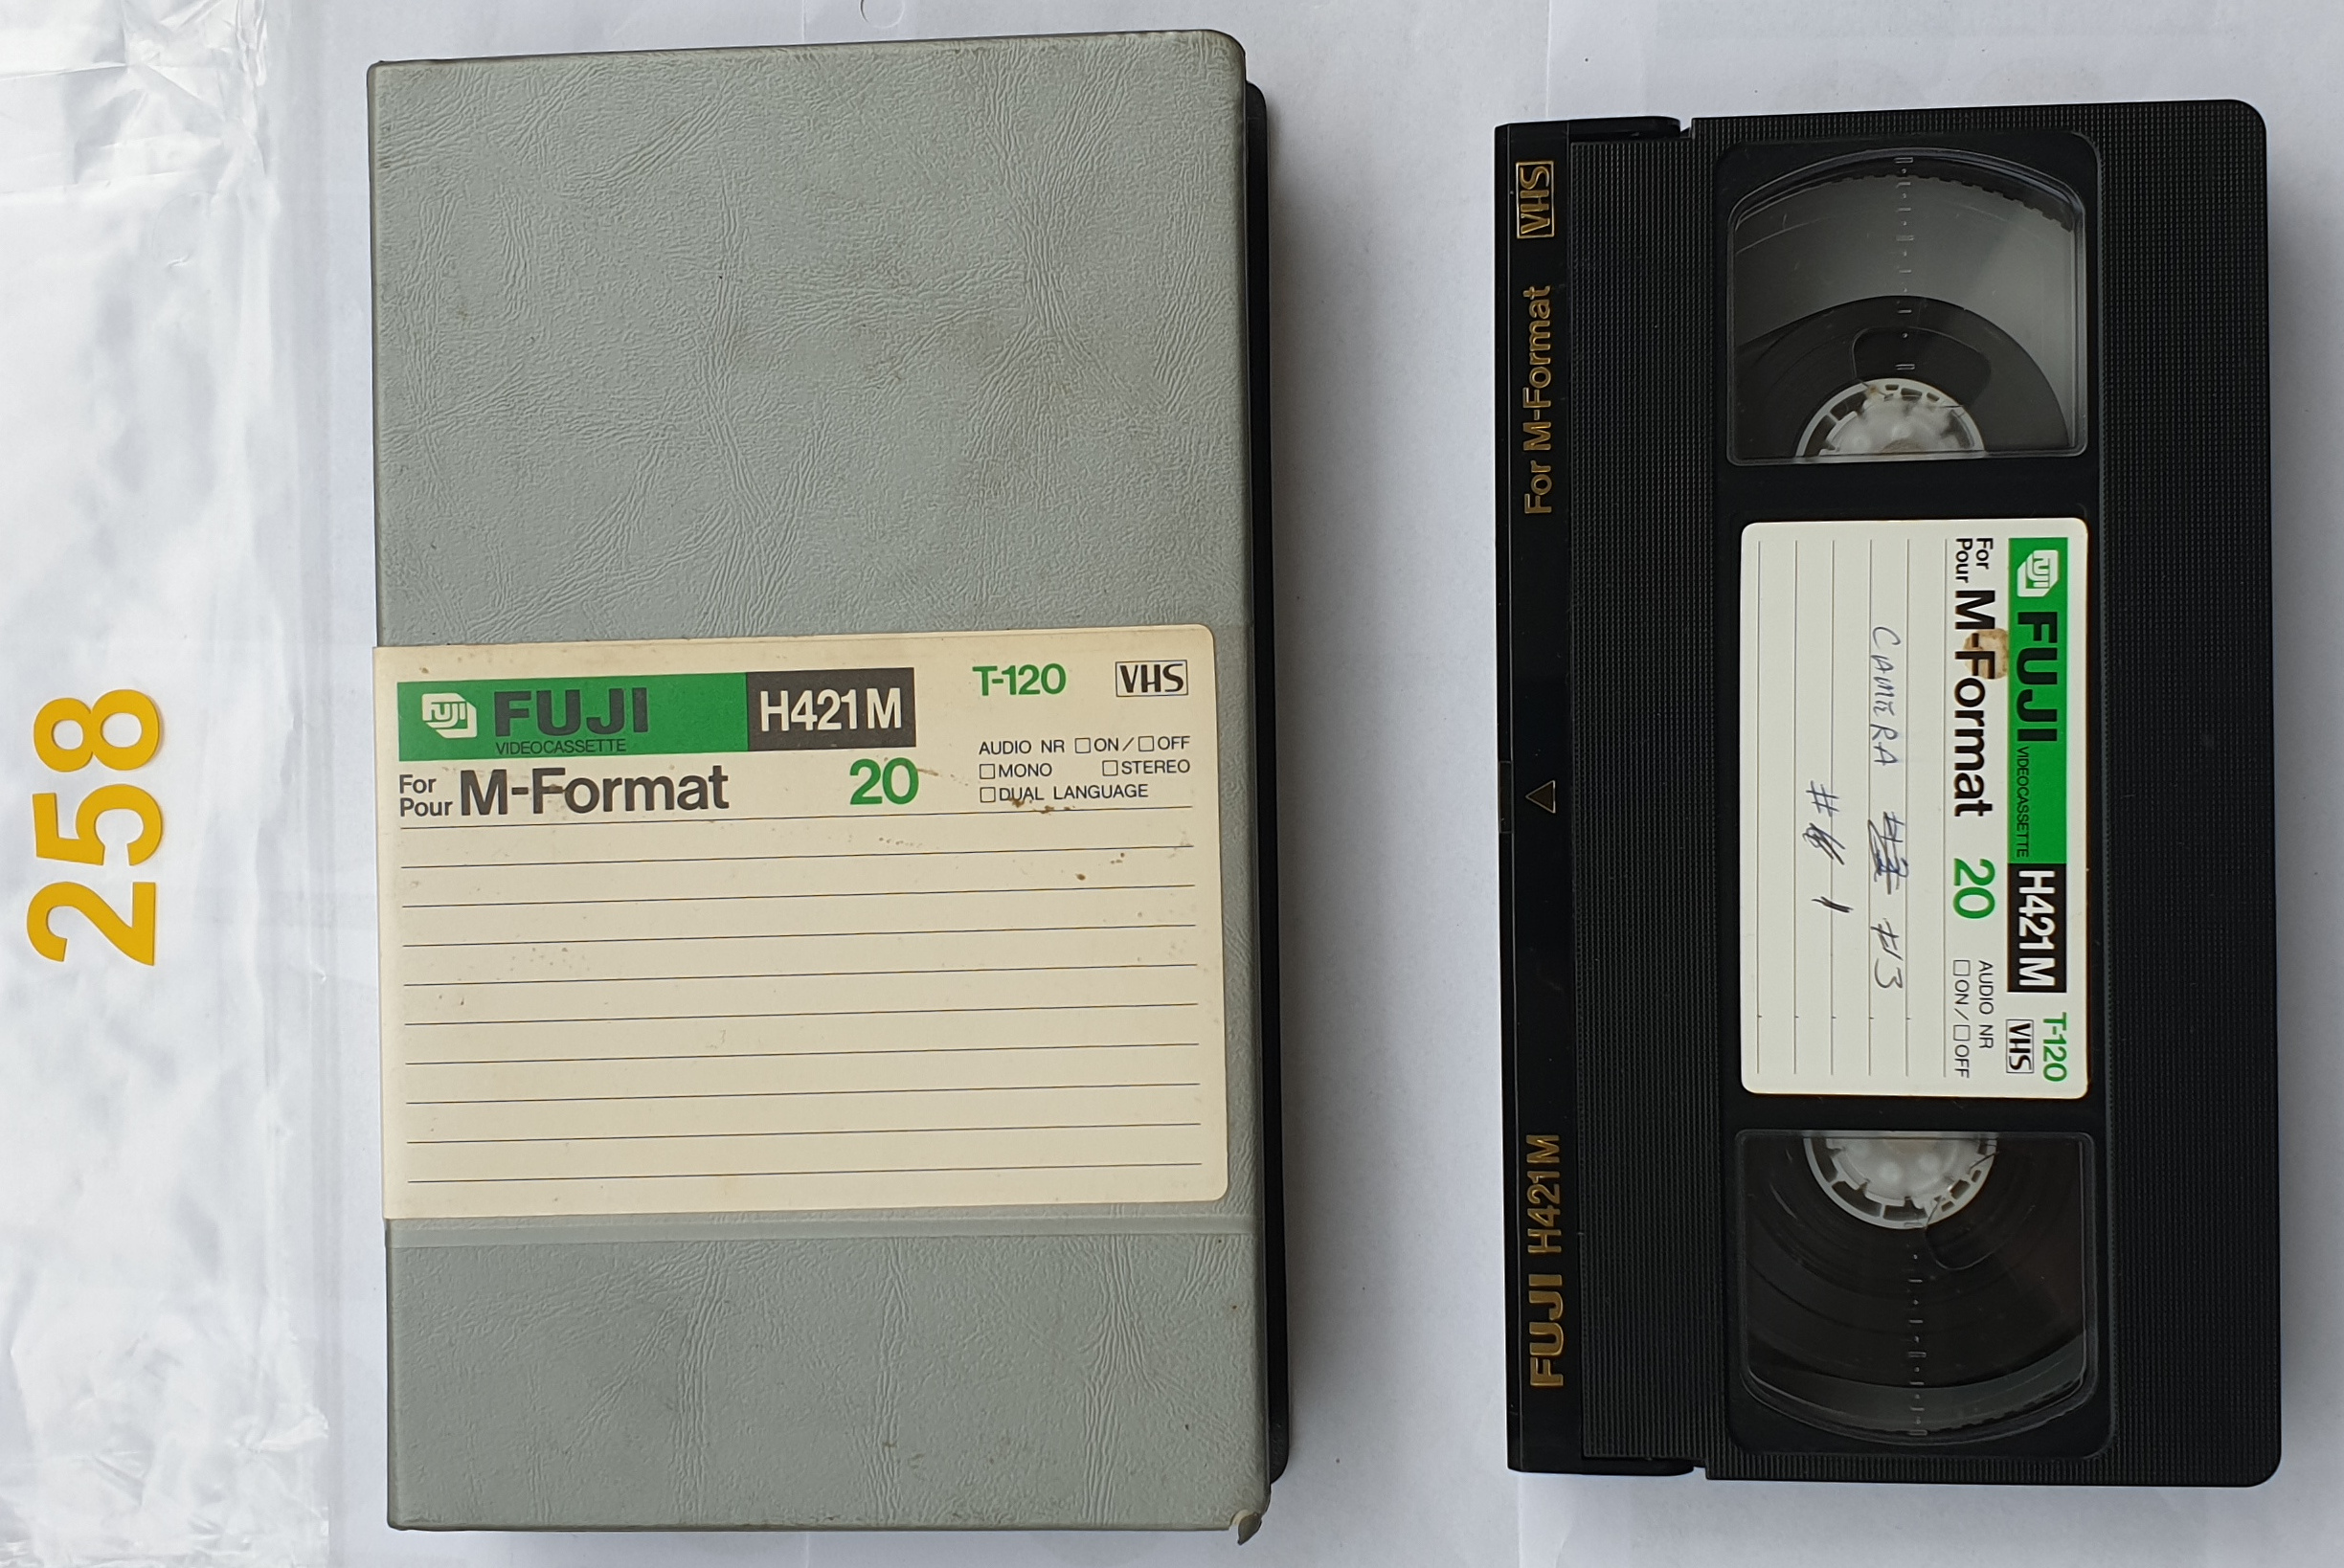 258
FUJI
FUJI
VIDEOCASSETTE
H421M
T-120
VHS
For
Pour
M-Format
20
AUDIO NR □ON/□OFF
□MONO □STEREO
□DUAL LANGUAGE
VHS
For M-Format
FUJI H421M
FUJI
FUJI
VIDEOCASSETTE
H421M
T-120
For
Pour
M-Format
20
AUDIO NR
□ON/□OFF
VHS
CAMERA #3
# 1